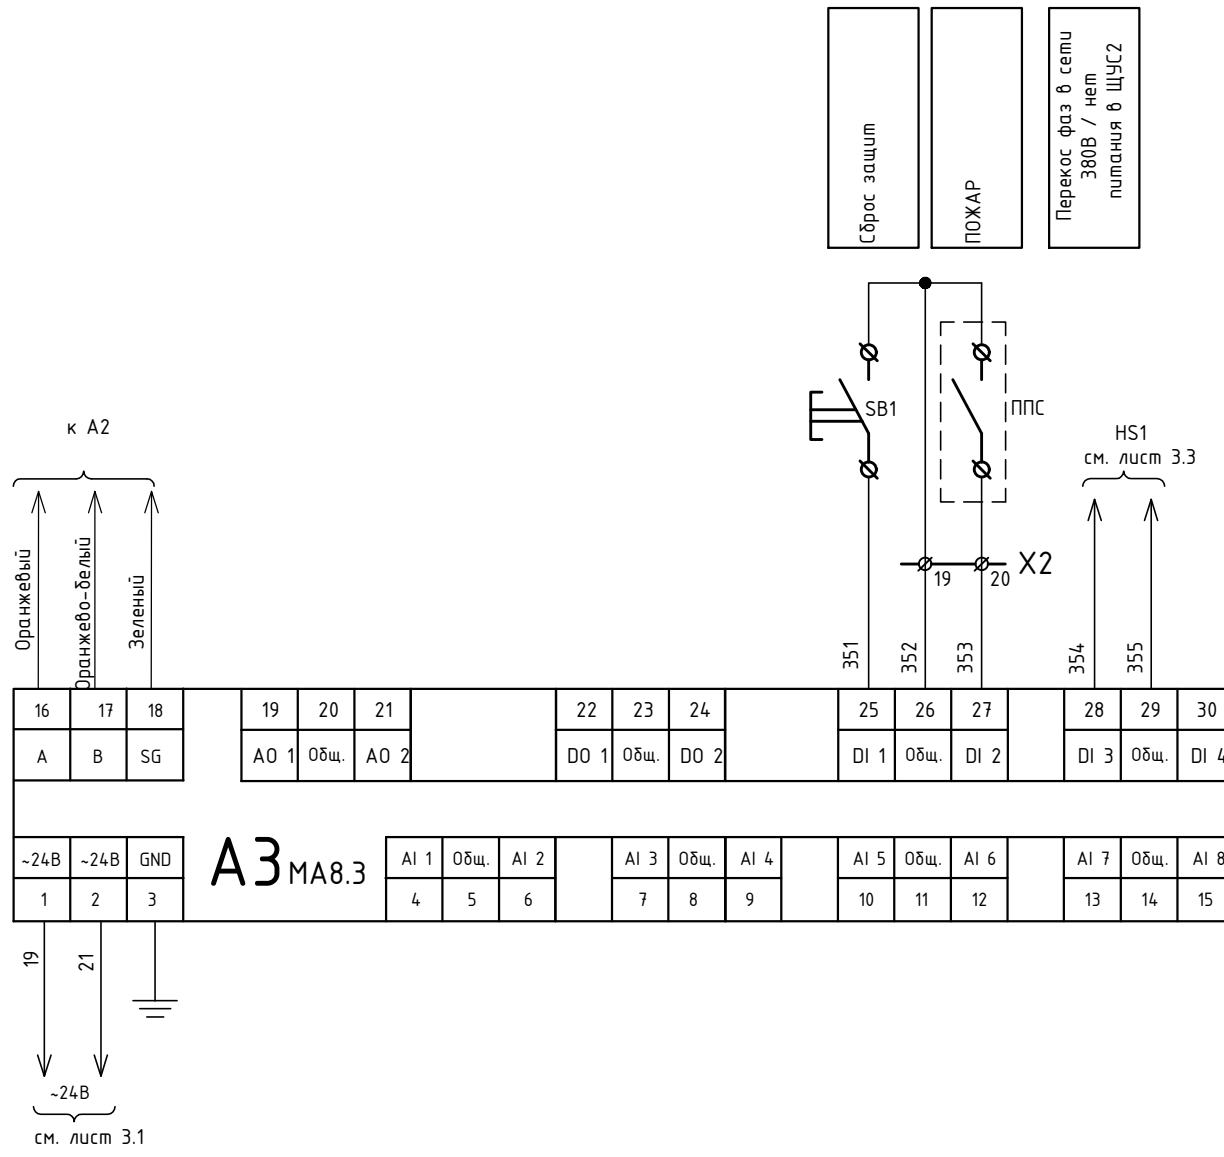 Сброс защит
ПОЖАР
Перекос фаз в сети
380В / нет
питания в ЩУС2
SB1
ППС
к А2
HS1
см. лист 3.3
Оранжевый
Оранжево-белый
Зеленый
19
20
X2
351
352
353
354
355
16 17 18 19 20 21 22 23 24 25 26 27 28 29 30
A B SG AO 1 Общ. AO 2 DO 1 Общ. DO 2 DI 1 Общ. DI 2 DI 3 Общ. DI 4
А3 МА8.3
~24В ~24В GND AI 1 Общ. AI 2 AI 3 Общ. AI 4 AI 5 Общ. AI 6 AI 7 Общ. AI 8
1 2 3 4 5 6 7 8 9 10 11 12 13 14 15
19
21
~24В
см. лист 3.1